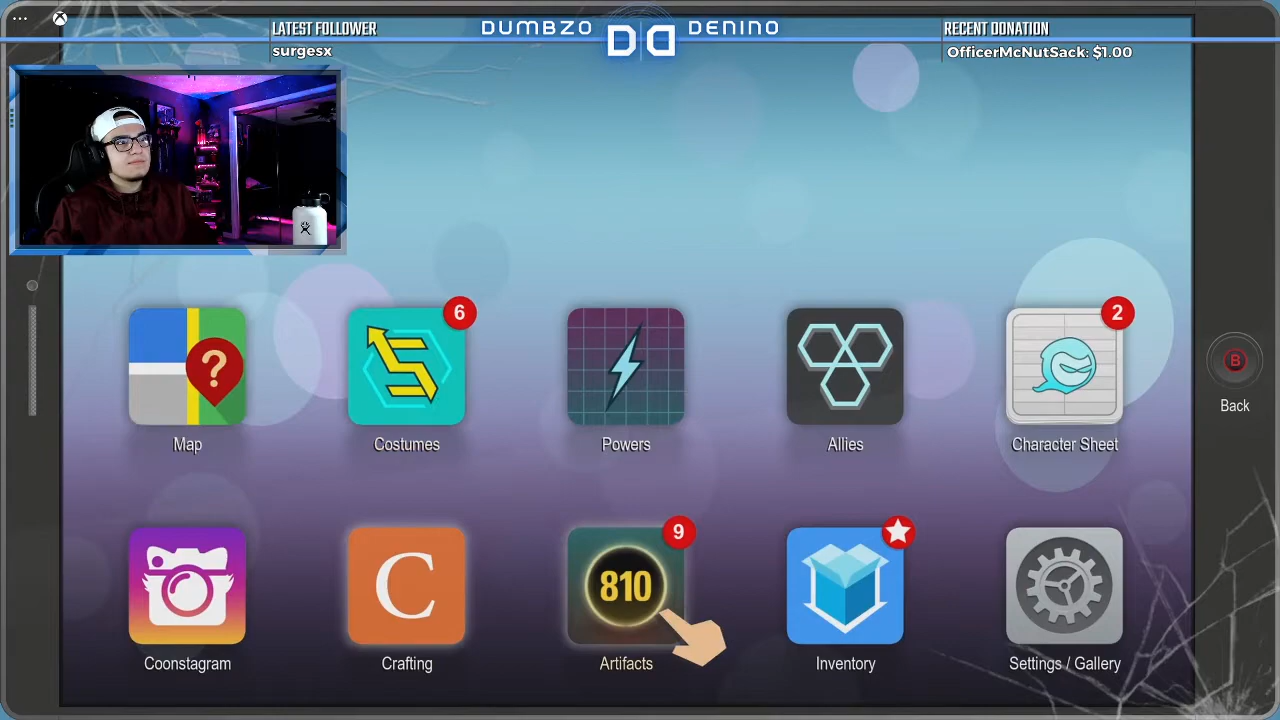 LATEST FOLLOWER
surgesx
DUMBZO DD DENINO
RECENT DONATION
OfficerMcNutSack: $1.00
6
2
?
Map
Costumes
Powers
Allies
Character Sheet
B
Back
9
C
810
Coonstagram
Crafting
Artifacts
Inventory
Settings / Gallery